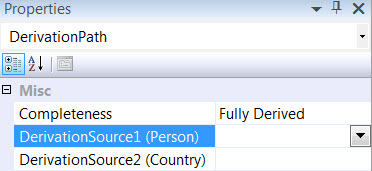 Properties
DerivationPath
A
Z
Misc
Completeness Fully Derived
DerivationSource1 (Person)
DerivationSource2 (Country)